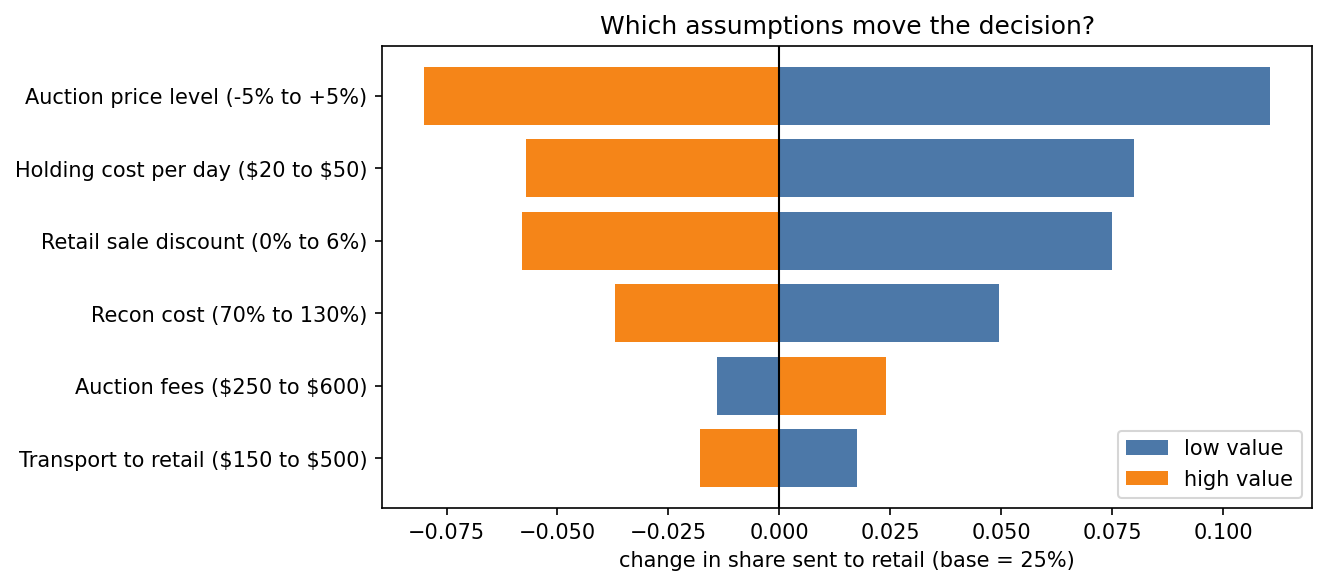 Which assumptions move the decision?
Auction price level (-5% to +5%)
Holding cost per day ($20 to $50)
Retail sale discount (0% to 6%)
Recon cost (70% to 130%)
Auction fees ($250 to $600)
Transport to retail ($150 to $500)
low value
high value
−0.075 −0.050 −0.025 0.000 0.025 0.050 0.075 0.100
change in share sent to retail (base = 25%)